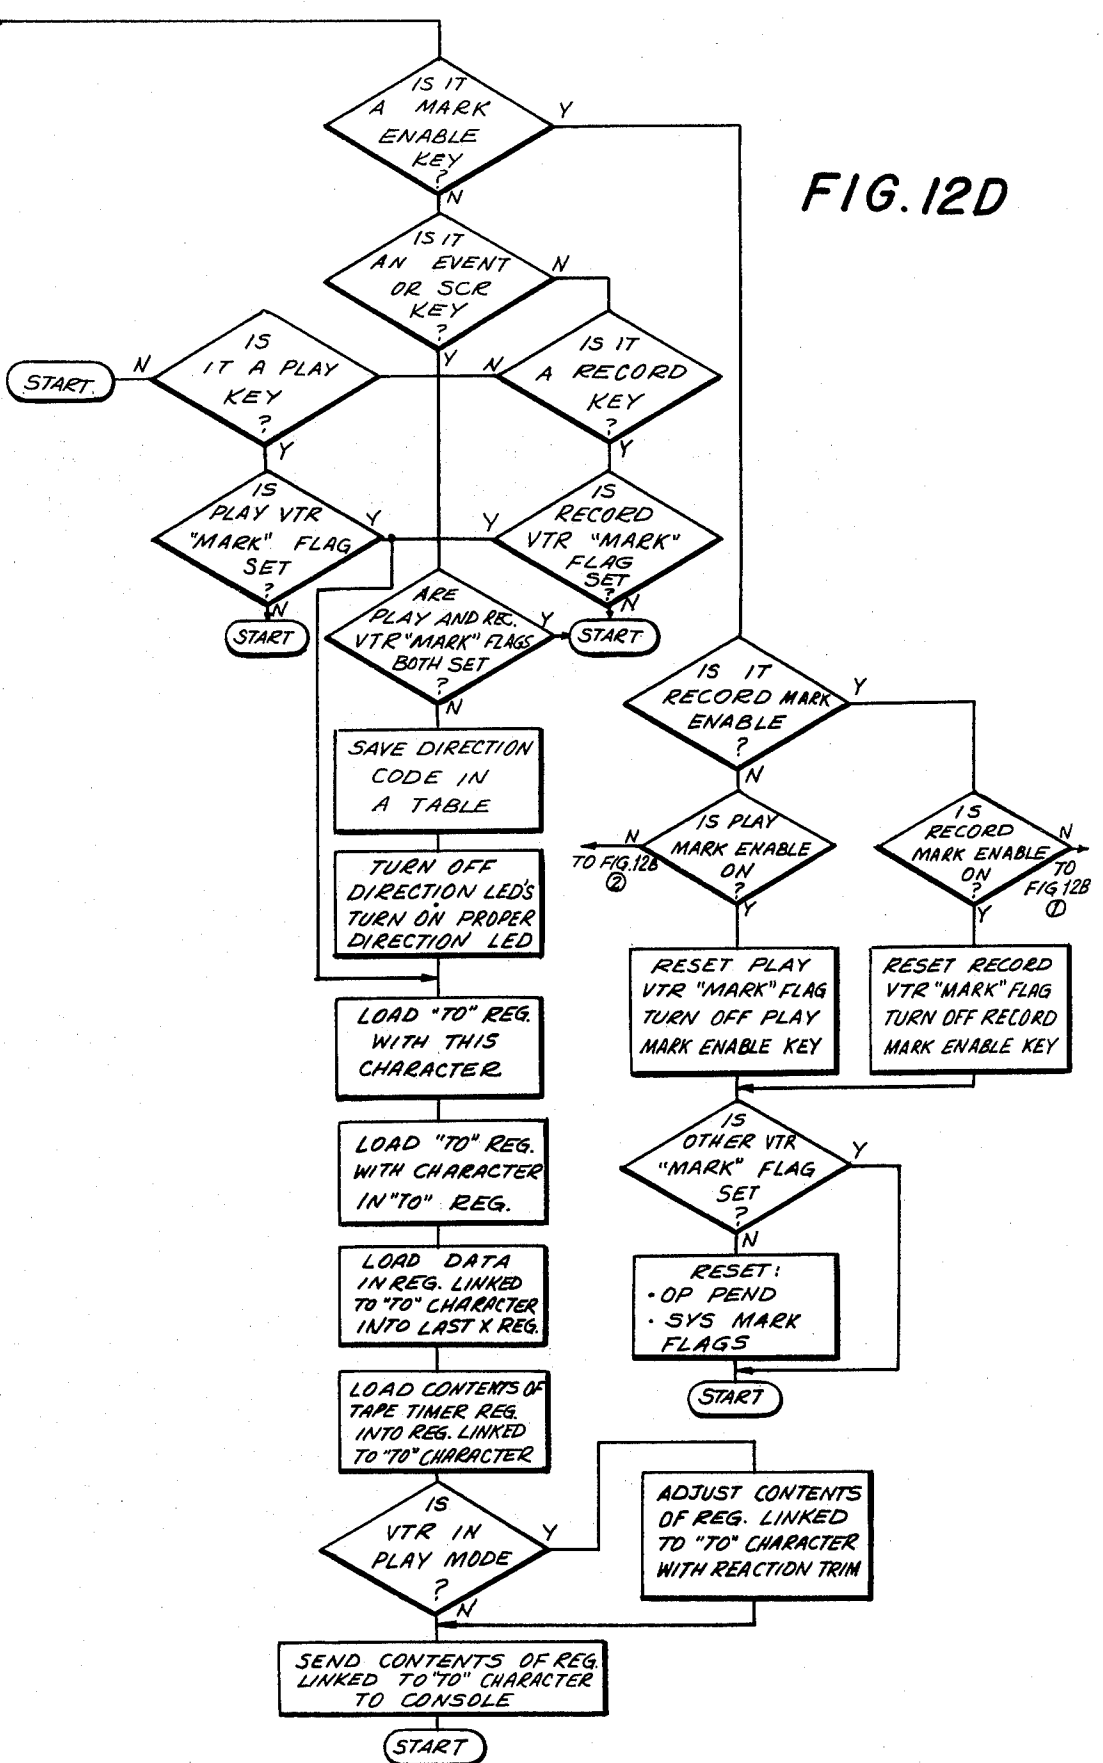 IS IT
A MARK
ENABLE
KEY
?
Y
N
FIG. 12D
IS IT
AN EVENT
OR SCR
KEY
?
N
Y
IS
IT A PLAY
KEY
?
N
Y
START
IS IT
A RECORD
KEY
?
N
Y
IS
PLAY VTR
"MARK" FLAG
SET
?
Y
N
START
IS
RECORD
VTR "MARK"
FLAG
SET
?
Y
N
START
ARE
PLAY AND REC.
VTR "MARK" FLAGS
BOTH SET
?
Y
N
SAVE DIRECTION
CODE IN
A TABLE
TURN OFF
DIRECTION LED'S
TURN ON PROPER
DIRECTION LED
LOAD "TO" REG.
WITH THIS
CHARACTER
LOAD "TO" REG.
WITH CHARACTER
IN "TO" REG.
LOAD DATA
IN REG. LINKED
TO "TO" CHARACTER
INTO LAST X REG.
LOAD CONTENTS OF
TAPE TIMER REG.
INTO REG. LINKED
TO "TO" CHARACTER
IS
VTR IN
PLAY MODE
?
Y
N
ADJUST CONTENTS
OF REG. LINKED
TO "TO" CHARACTER
WITH REACTION TRIM
SEND CONTENTS OF REG.
LINKED TO "TO" CHARACTER
TO CONSOLE
START
IS IT
RECORD MARK
ENABLE
?
Y
N
IS PLAY
MARK ENABLE
ON
?
N
TO FIG. 12B
②
Y
IS
RECORD
MARK ENABLE
ON
?
N
TO
FIG 12B
①
Y
RESET PLAY
VTR "MARK" FLAG
TURN OFF PLAY
MARK ENABLE KEY
RESET RECORD
VTR "MARK" FLAG
TURN OFF RECORD
MARK ENABLE KEY
IS
OTHER VTR
"MARK" FLAG
SET
?
Y
N
RESET:
• OP PEND
• SYS MARK
FLAGS
START